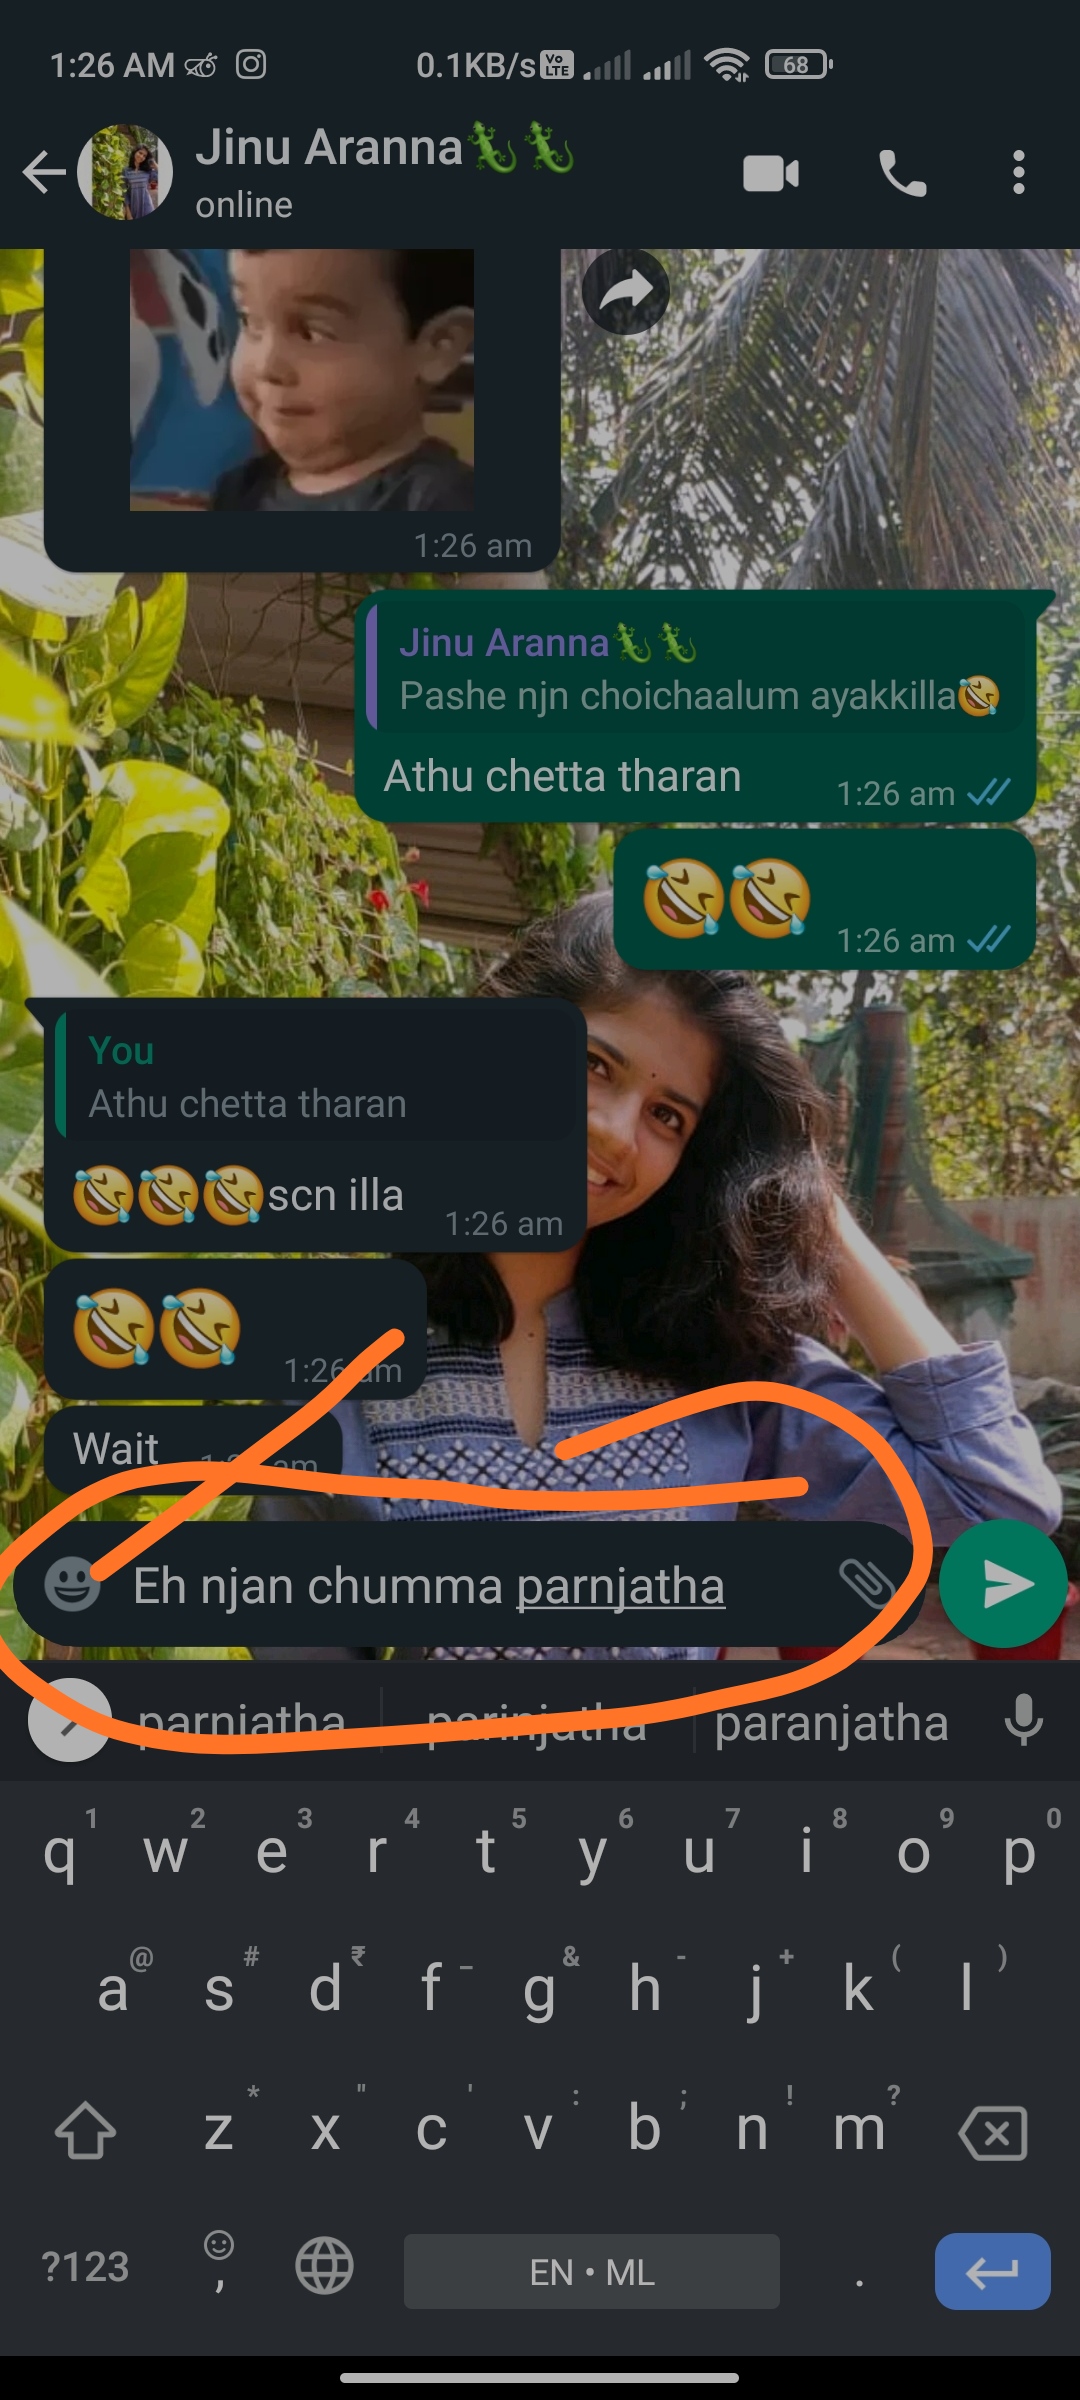 1:26 AM 0.1KB/s Vo LTE 68
Jinu Aranna🦎🦎
online
1:26 am
Jinu Aranna🦎🦎
Pashe njn choichaalum ayakkilla🤣
Athu chetta tharan
1:26 am
🤣🤣
1:26 am
You
Athu chetta tharan
🤣🤣🤣scn illa
1:26 am
🤣🤣
1:26 am
Wait
Eh njan chumma parnjatha
parnjatha parinjatha paranjatha
1 2 3 4 5 6 7 8 9 0
q w e r t y u i o p
@ # ₹ _ & - + ( )
a s d f g h j k l
* " ' : ; ! ?
z x c v b n m
?123 , EN • ML .